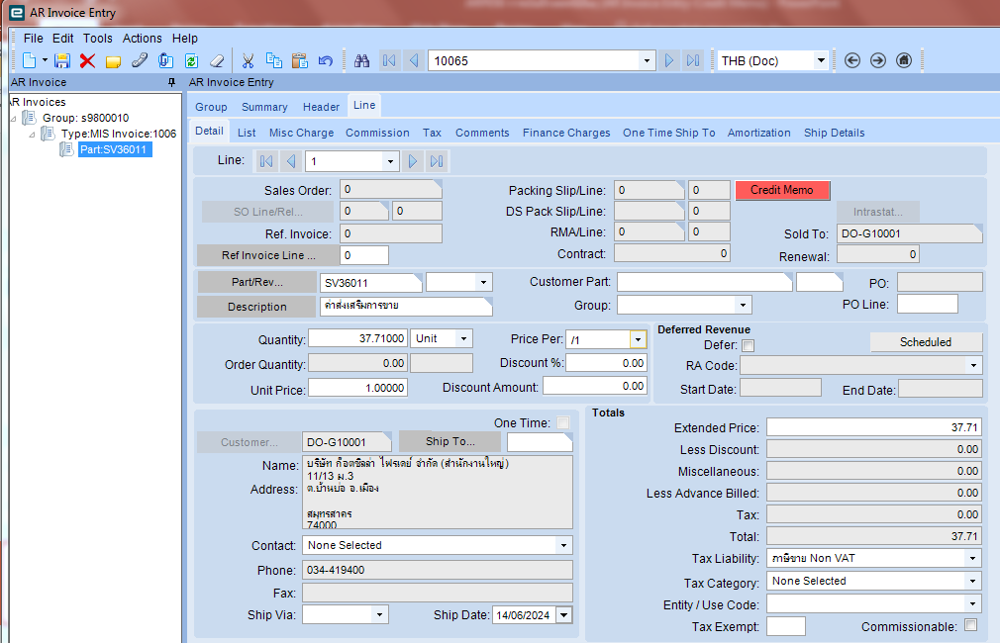 AR Invoice Entry
File Edit Tools Actions Help
10065
THB (Doc)
AR Invoice
AR Invoice Entry
AR Invoices
Group: s9800010
Type:MIS Invoice:1006
Part:SV36011
Group Summary Header Line
Detail List Misc Charge Commission Tax Comments Finance Charges One Time Ship To Amortization Ship Details
Line: 1
Sales Order: 0 Packing Slip/Line: 0 0 Credit Memo
SO Line/Rel... 0 0 DS Pack Slip/Line: 0 Intrastat...
Ref. Invoice: 0 RMA/Line: 0 0 Sold To: DO-G10001
Ref Invoice Line ... 0 Contract: 0 Renewal: 0
Part/Rev... SV36011 Customer Part: PO:
Description ค่าส่งเสริมการขาย Group: PO Line:
Quantity: 37.71000 Unit Price Per: /1
Order Quantity: 0.00 Discount %: 0.00
Unit Price: 1.00000 Discount Amount: 0.00
Deferred Revenue
Defer: Scheduled
RA Code:
Start Date: End Date:
One Time:
Customer... DO-G10001 Ship To...
Name: บริษัท ก็อตซิลล่า ไฟรเดย์ จำกัด (สำนักงานใหญ่)
Address: 11/13 ม.3
ต.บ้านบ่อ อ.เมือง
สมุทรสาคร
74000
Contact: None Selected
Phone: 034-419400
Fax:
Ship Via: Ship Date: 14/06/2024
Totals
Extended Price: 37.71
Less Discount: 0.00
Miscellaneous: 0.00
Less Advance Billed: 0.00
Tax: 0.00
Total: 37.71
Tax Liability: ภาษีขาย Non VAT
Tax Category: None Selected
Entity / Use Code:
Tax Exempt: Commissionable: